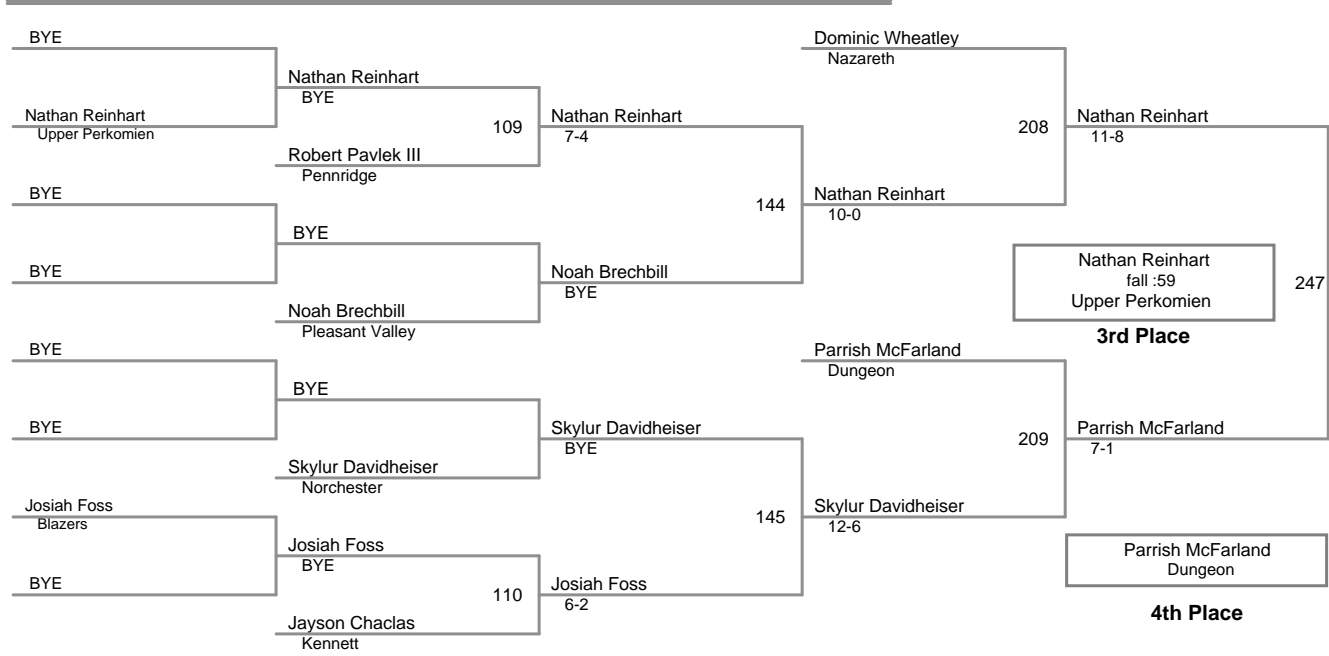 BYE
Nathan Reinhart
Upper Perkomien
BYE
BYE
BYE
BYE
Josiah Foss
Blazers
BYE
Nathan Reinhart
BYE
109
Robert Pavlek III
Pennridge
BYE
Noah Brechbill
Pleasant Valley
BYE
Skylur Davidheiser
Norchester
Josiah Foss
BYE
110
Jayson Chaclas
Kennett
Nathan Reinhart
7-4
144
Noah Brechbill
BYE
Skylur Davidheiser
BYE
145
Josiah Foss
6-2
Dominic Wheatley
Nazareth
208
Nathan Reinhart
10-0
Parrish McFarland
Dungeon
209
Skylur Davidheiser
12-6
Nathan Reinhart
11-8
247
Parrish McFarland
7-1
Nathan Reinhart
fall :59
Upper Perkomien
3rd Place
Parrish McFarland
Dungeon
4th Place